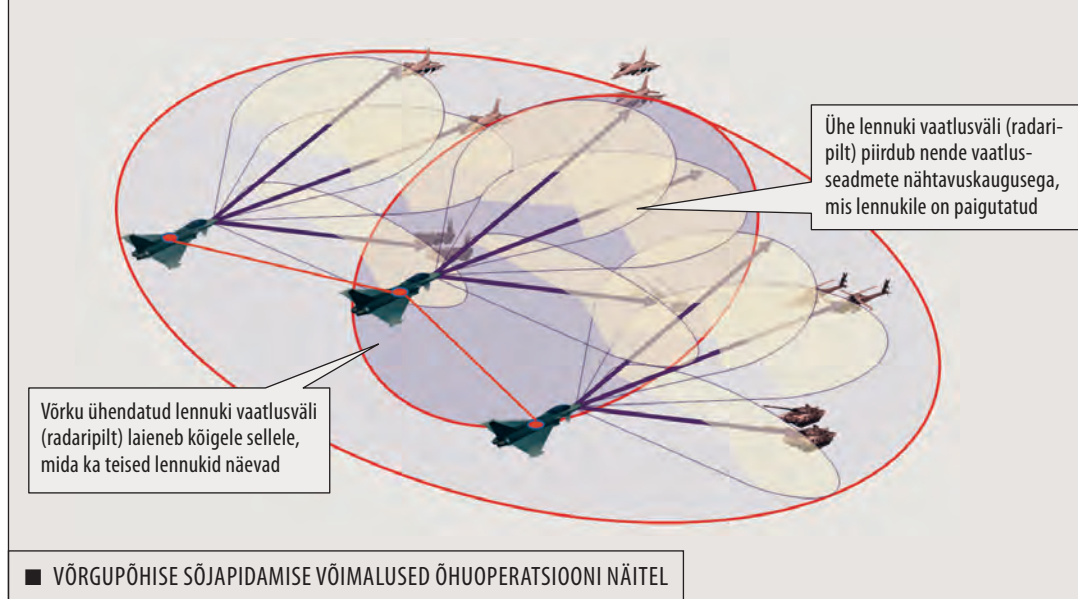 Ühe lennuki vaatlusväli (radari-
pilt) piirdub nende vaatlus-
seadmete nähtavuskaugusega,
mis lennukile on paigutatud
Võrku ühendatud lennuki vaatlusväli
(radaripilt) laieneb kõigele sellele,
mida ka teised lennukid näevad
■ VÕRGUPÕHISE SÕJAPIDAMISE VÕIMALUSED ÕHUOPERATSIOONI NÄITEL